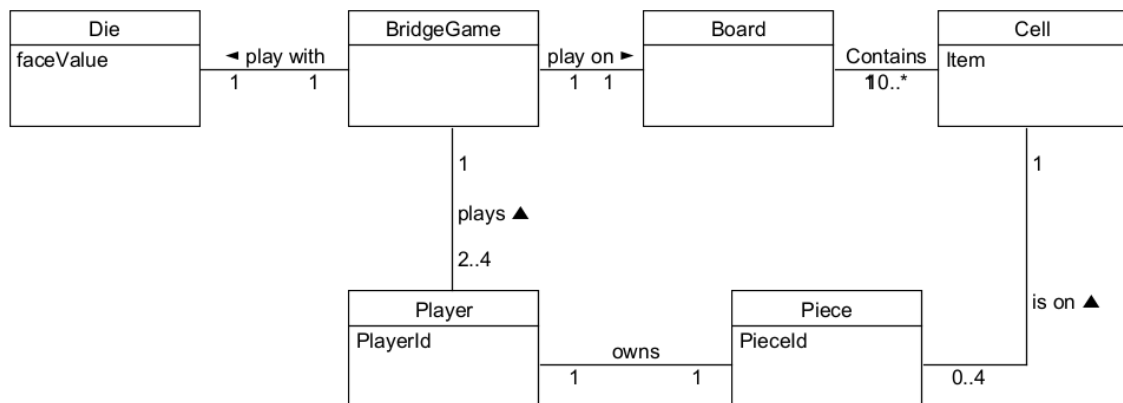 Die
faceValue
◄ play with
1
1
BridgeGame
play on ►
1
1
Board
Contains
1
10..*
Cell
Item
1
plays ▲
2..4
1
is on ▲
Player
PlayerId
owns
1
1
Piece
PieceId
0..4